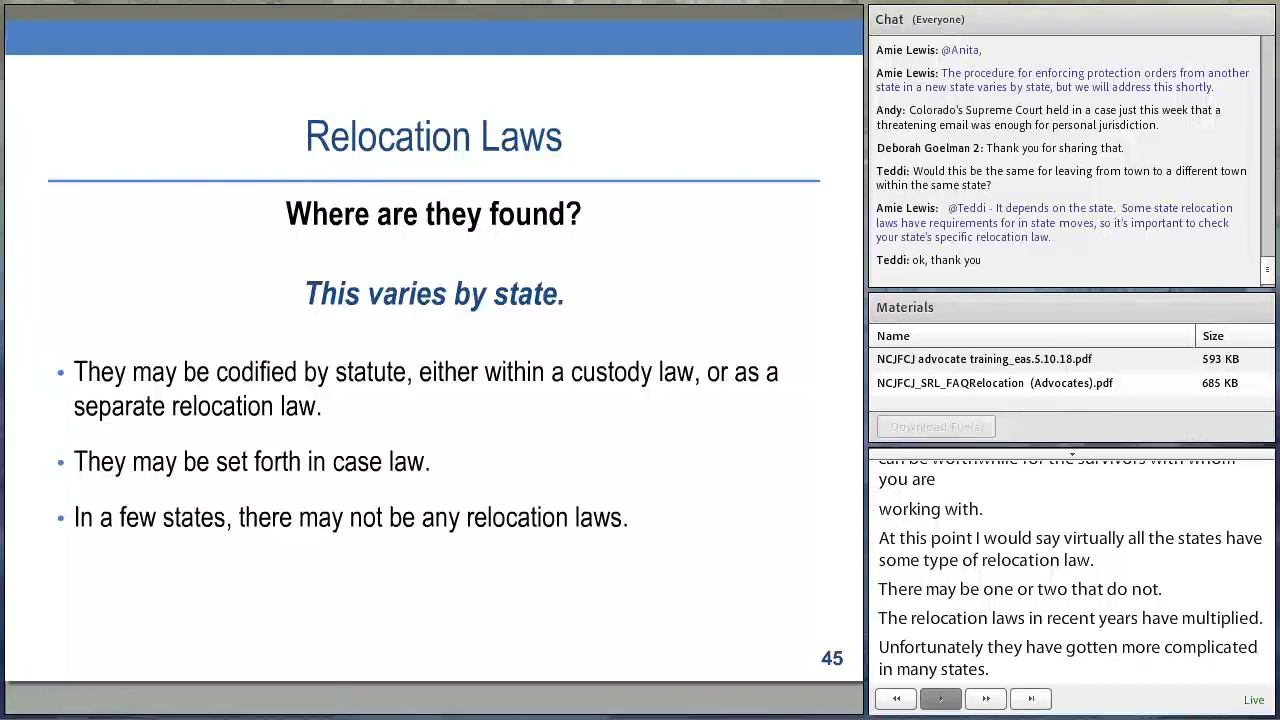 Relocation Laws
Where are they found?
This varies by state.
• They may be codified by statute, either within a custody law, or as a
separate relocation law.
• They may be set forth in case law.
• In a few states, there may not be any relocation laws.
45
Chat (Everyone)
Amie Lewis: @Anita,
Amie Lewis: The procedure for enforcing protection orders from another
state in a new state varies by state, but we will address this shortly.
Andy: Colorado's Supreme Court held in a case just this week that a
threatening email was enough for personal jurisdiction.
Deborah Goelman 2: Thank you for sharing that.
Teddi: Would this be the same for leaving from town to a different town
within the same state?
Amie Lewis: @Teddi - It depends on the state. Some state relocation
laws have requirements for in state moves, so it's important to check
your state's specific relocation law.
Teddi: ok, thank you
Materials
Name Size
NCJFCJ advocate training_eas.5.10.18.pdf 593 KB
NCJFCJ_SRL_FAQRelocation (Advocates).pdf 685 KB
Download File(s)
can be worthwhile for the survivors with whom
you are
working with.
At this point I would say virtually all the states have
some type of relocation law.
There may be one or two that do not.
The relocation laws in recent years have multiplied.
Unfortunately they have gotten more complicated
in many states.
Live